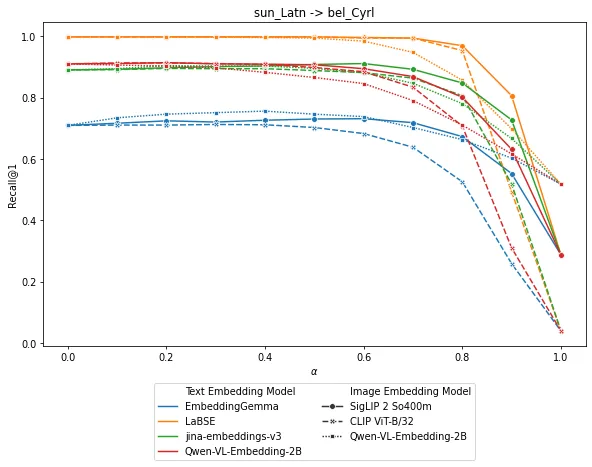 sun_Latn -> bel_Cyrl
Recall@1
1.0
0.8
0.6
0.4
0.2
0.0
0.0 0.2 0.4 0.6 0.8 1.0
α
Text Embedding Model
EmbeddingGemma
LaBSE
jina-embeddings-v3
Qwen-VL-Embedding-2B
Image Embedding Model
SigLIP 2 So400m
CLIP ViT-B/32
Qwen-VL-Embedding-2B